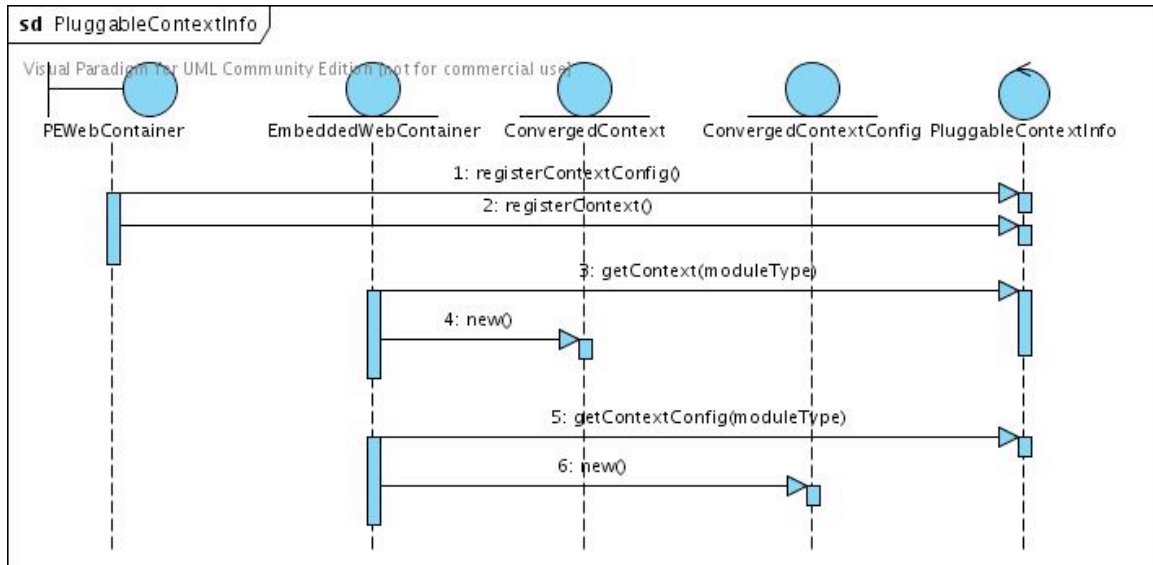 sd PluggableContextInfo
Visual Paradigm for UML Community Edition [not for commercial use]
PEWebContainer EmbeddedWebContainer ConvergedContext ConvergedContextConfig PluggableContextInfo
1: registerContextConfig()
2: registerContext()
3: getContext(moduleType)
4: new()
5: getContextConfig(moduleType)
6: new()